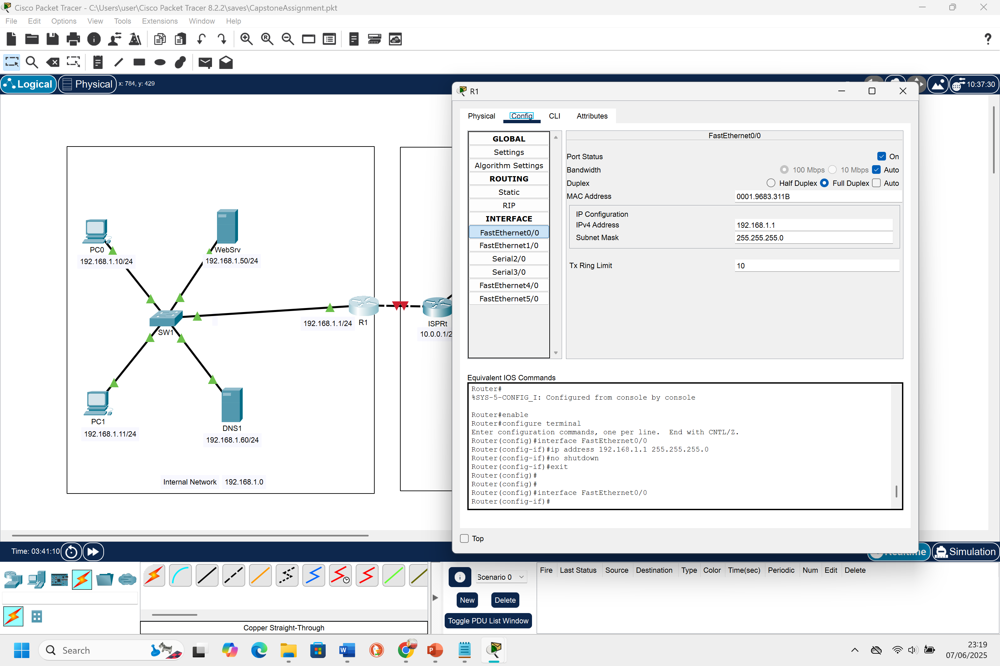 Cisco Packet Tracer - C:\Users\user\Cisco Packet Tracer 8.2.2\saves\CapstoneAssignment.pkt
File Edit Options View Tools Extensions Window Help
Logical Physical x: 784, y: 429
10:37:30
R1
Physical Config CLI Attributes
GLOBAL
Settings
Algorithm Settings
ROUTING
Static
RIP
INTERFACE
FastEthernet0/0
FastEthernet1/0
Serial2/0
Serial3/0
FastEthernet4/0
FastEthernet5/0
FastEthernet0/0
Port Status On
Bandwidth 100 Mbps 10 Mbps Auto
Duplex Half Duplex Full Duplex Auto
MAC Address 0001.9683.311B
IP Configuration
IPv4 Address 192.168.1.1
Subnet Mask 255.255.255.0
Tx Ring Limit 10
Equivalent IOS Commands
Router#
%SYS-5-CONFIG_I: Configured from console by console
Router#enable
Router#configure terminal
Enter configuration commands, one per line. End with CNTL/Z.
Router(config)#interface FastEthernet0/0
Router(config-if)#ip address 192.168.1.1 255.255.255.0
Router(config-if)#no shutdown
Router(config-if)#exit
Router(config)#
Router(config)#
Router(config)#interface FastEthernet0/0
Router(config-if)#
Top
PC0
192.168.1.10/24
WebSrv
192.168.1.50/24
SW1
192.168.1.1/24 R1
ISPRt
10.0.0.1/2
PC1
192.168.1.11/24
DNS1
192.168.1.60/24
Internal Network 192.168.1.0
Time: 03:41:10
Realtime Simulation
Scenario 0
New Delete
Toggle PDU List Window
Fire Last Status Source Destination Type Color Time(sec) Periodic Num Edit Delete
Copper Straight-Through
Search
23:19
07/06/2025